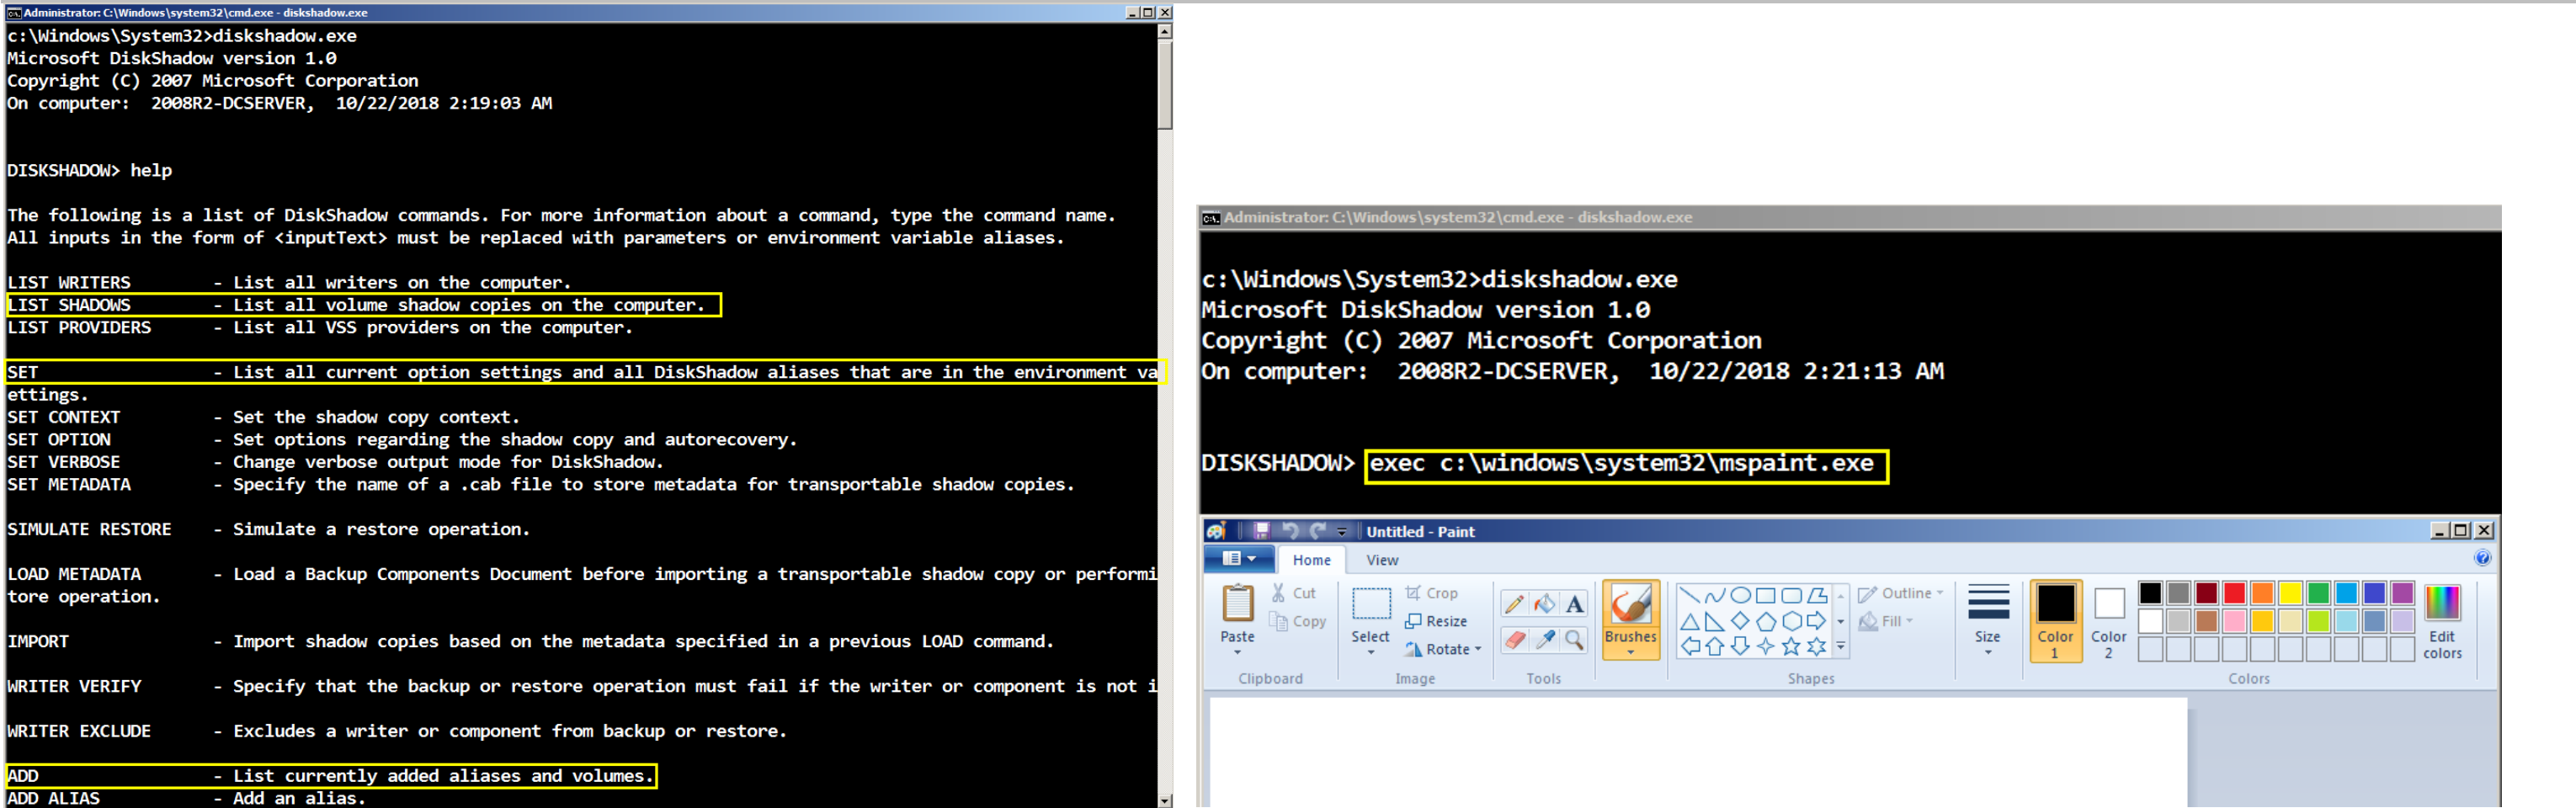 Administrator: C:\Windows\system32\cmd.exe - diskshadow.exe
c:\Windows\System32>diskshadow.exe
Microsoft DiskShadow version 1.0
Copyright (C) 2007 Microsoft Corporation
On computer:  2008R2-DCSERVER,  10/22/2018 2:19:03 AM
DISKSHADOW> help
The following is a list of DiskShadow commands. For more information about a command, type the command name.
All inputs in the form of <inputText> must be replaced with parameters or environment variable aliases.
LIST WRITERS - List all writers on the computer.
LIST SHADOWS - List all volume shadow copies on the computer.
LIST PROVIDERS - List all VSS providers on the computer.
SET - List all current option settings and all DiskShadow aliases that are in the environment va
ettings.
SET CONTEXT - Set the shadow copy context.
SET OPTION - Set options regarding the shadow copy and autorecovery.
SET VERBOSE - Change verbose output mode for DiskShadow.
SET METADATA - Specify the name of a .cab file to store metadata for transportable shadow copies.
SIMULATE RESTORE - Simulate a restore operation.
LOAD METADATA - Load a Backup Components Document before importing a transportable shadow copy or performi
tore operation.
IMPORT - Import shadow copies based on the metadata specified in a previous LOAD command.
WRITER VERIFY - Specify that the backup or restore operation must fail if the writer or component is not i
WRITER EXCLUDE - Excludes a writer or component from backup or restore.
ADD - List currently added aliases and volumes.
ADD ALIAS - Add an alias.
Administrator: C:\Windows\system32\cmd.exe - diskshadow.exe
c:\Windows\System32>diskshadow.exe
Microsoft DiskShadow version 1.0
Copyright (C) 2007 Microsoft Corporation
On computer:  2008R2-DCSERVER,  10/22/2018 2:21:13 AM
DISKSHADOW> exec c:\windows\system32\mspaint.exe
Untitled - Paint
Home View
Paste Cut Copy
Select Crop Resize Rotate
A
Brushes
Outline Fill
Size
Color 1
Color 2
Edit colors
Clipboard Image Tools Shapes Colors